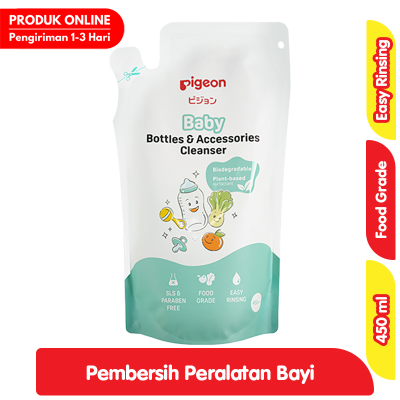 PRODUK ONLINE
Pengiriman 1-3 Hari
pigeon
ピジョン
Baby
Bottles & Accessories
Cleanser
Biodegradable
Plant-based
surfactant
SLS &
PARABEN
FREE
FOOD
GRADE
EASY
RINSING
Easy Rinsing
Food Grade
450 ml
Pembersih Peralatan Bayi